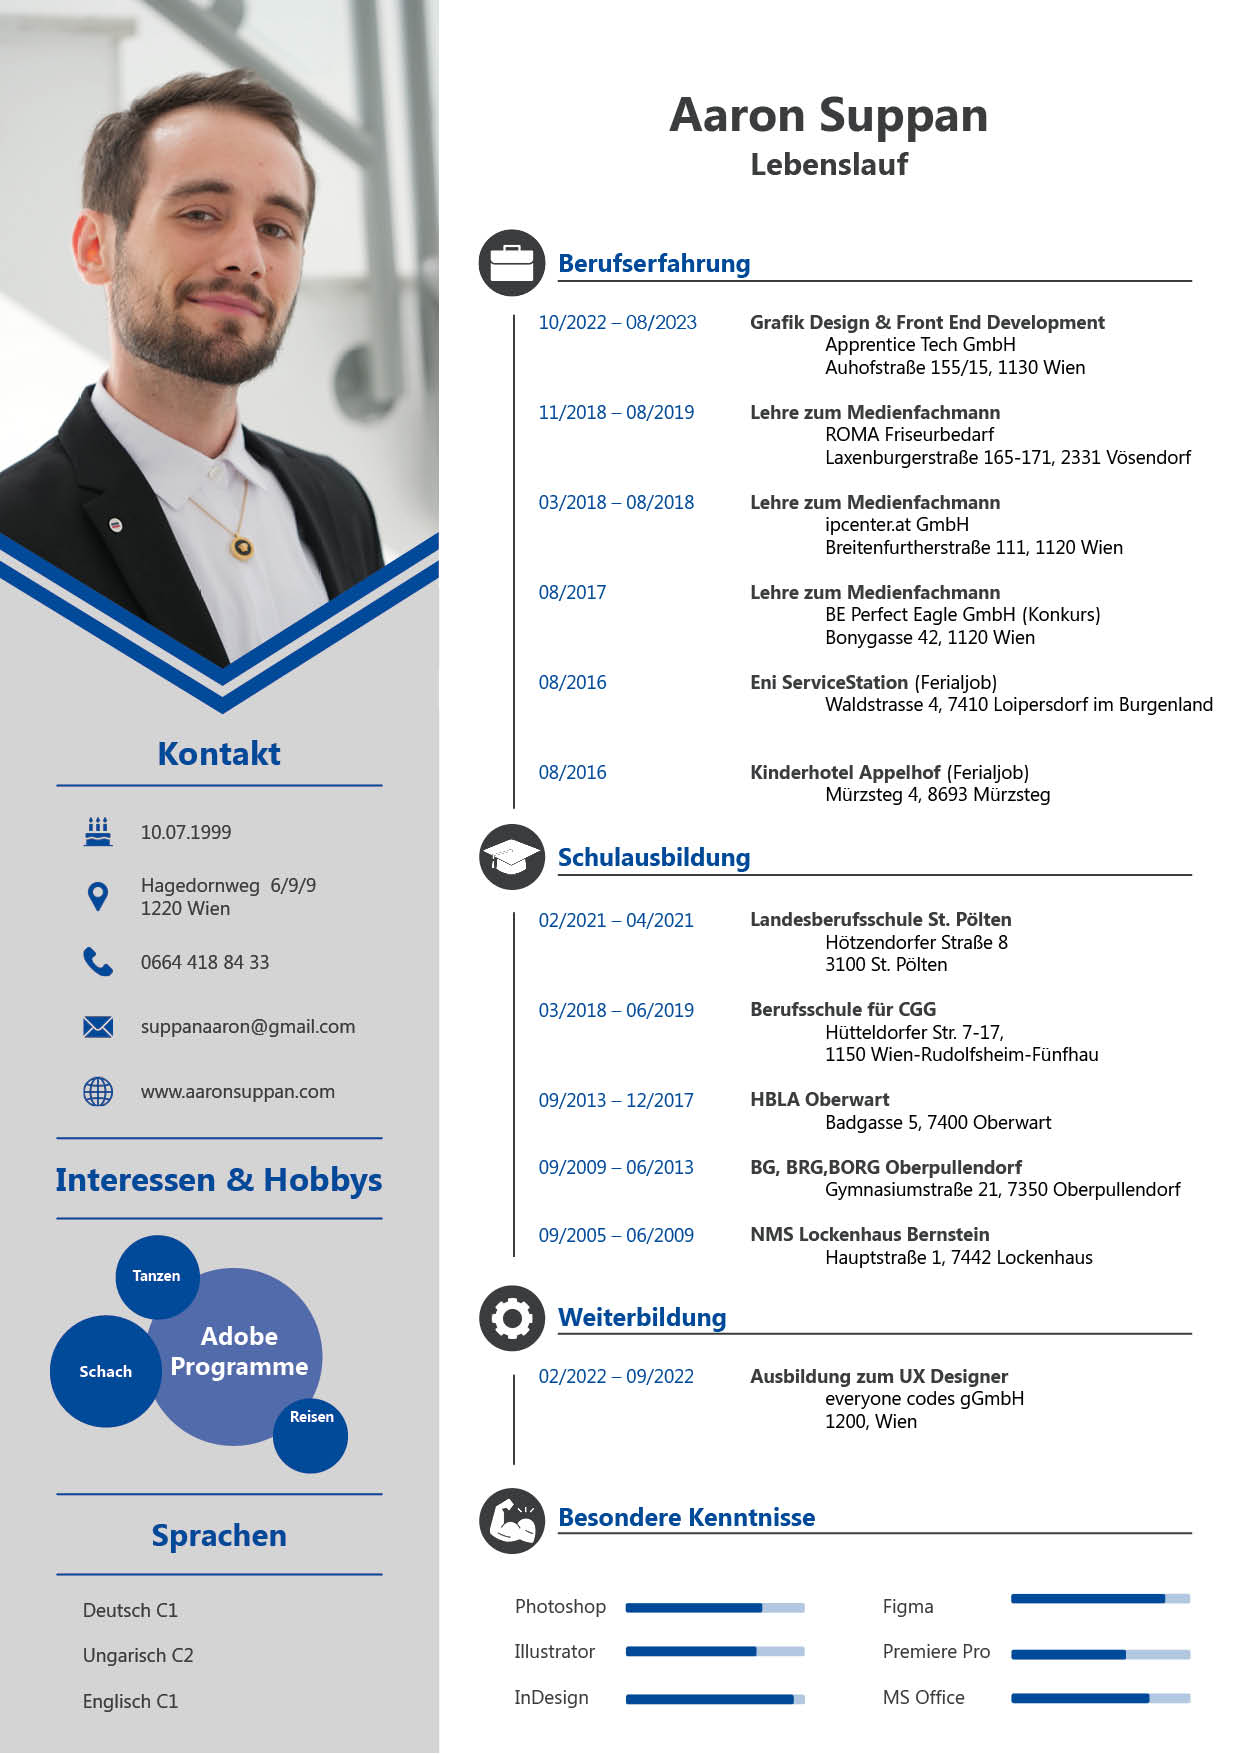 Aaron Suppan
Lebenslauf
Kontakt
10.07.1999
Hagedornweg 6/9/9
1220 Wien
0664 418 84 33
suppanaaron@gmail.com
www.aaronsuppan.com
Interessen & Hobbys
Tanzen
Adobe
Programme
Schach
Reisen
Sprachen
Deutsch C1
Ungarisch C2
Englisch C1
Berufserfahrung
10/2022 – 08/2023 Grafik Design & Front End Development
Apprentice Tech GmbH
Auhofstraße 155/15, 1130 Wien
11/2018 – 08/2019 Lehre zum Medienfachmann
ROMA Friseurbedarf
Laxenburgerstraße 165-171, 2331 Vösendorf
03/2018 – 08/2018 Lehre zum Medienfachmann
ipcenter.at GmbH
Breitenfurtherstraße 111, 1120 Wien
08/2017 Lehre zum Medienfachmann
BE Perfect Eagle GmbH (Konkurs)
Bonygasse 42, 1120 Wien
08/2016 Eni ServiceStation (Ferialjob)
Waldstrasse 4, 7410 Loipersdorf im Burgenland
08/2016 Kinderhotel Appelhof (Ferialjob)
Mürzsteg 4, 8693 Mürzsteg
Schulausbildung
02/2021 – 04/2021 Landesberufsschule St. Pölten
Hötzendorfer Straße 8
3100 St. Pölten
03/2018 – 06/2019 Berufsschule für CGG
Hütteldorfer Str. 7-17,
1150 Wien-Rudolfsheim-Fünfhau
09/2013 – 12/2017 HBLA Oberwart
Badgasse 5, 7400 Oberwart
09/2009 – 06/2013 BG, BRG,BORG Oberpullendorf
Gymnasiumstraße 21, 7350 Oberpullendorf
09/2005 – 06/2009 NMS Lockenhaus Bernstein
Hauptstraße 1, 7442 Lockenhaus
Weiterbildung
02/2022 – 09/2022 Ausbildung zum UX Designer
everyone codes gGmbH
1200, Wien
Besondere Kenntnisse
Photoshop
Illustrator
InDesign
Figma
Premiere Pro
MS Office